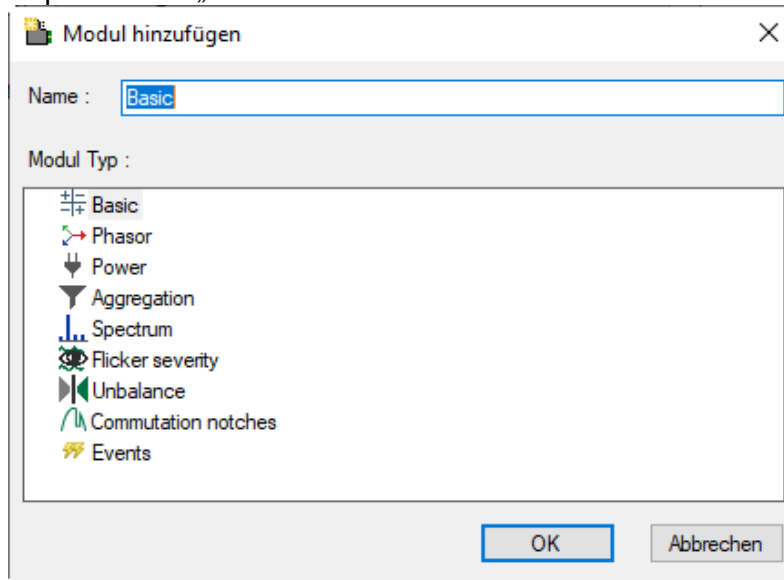 Modul hinzufügen
Name :
Basic
Modul Typ :
Basic
Phasor
Power
Aggregation
Spectrum
Flicker severity
Unbalance
Commutation notches
Events
OK Abbrechen